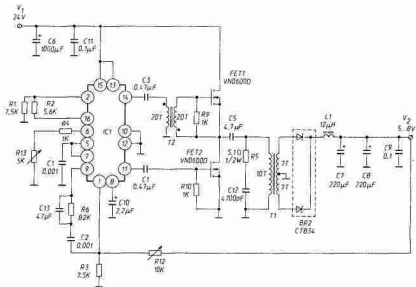 V1
24V
C6
1000µF
C11
0.1µF
FET1
VN0600D
15
13
2
14
16
6
5
7
9
1
8
10
12
11
IC1
C3
0.47µF
R1
7.5K
R2
5.6K
R4
1K
R13
5K
C1
0.001
20T
20T
T2
R9
1K
C5
4.7µF
FET2
VN0600D
C1
0.47µF
R10
1K
R5
5.1Ω
1/2W
C12
4700pF
10T
7T
7T
T1
BR2
CTB34
L1
12µH
V2
5...8V
C7
220µF
C8
220µF
C9
0.1
C13
47µF
R6
82K
C10
2,2µF
C2
0.001
R3
7.5K
R12
10K